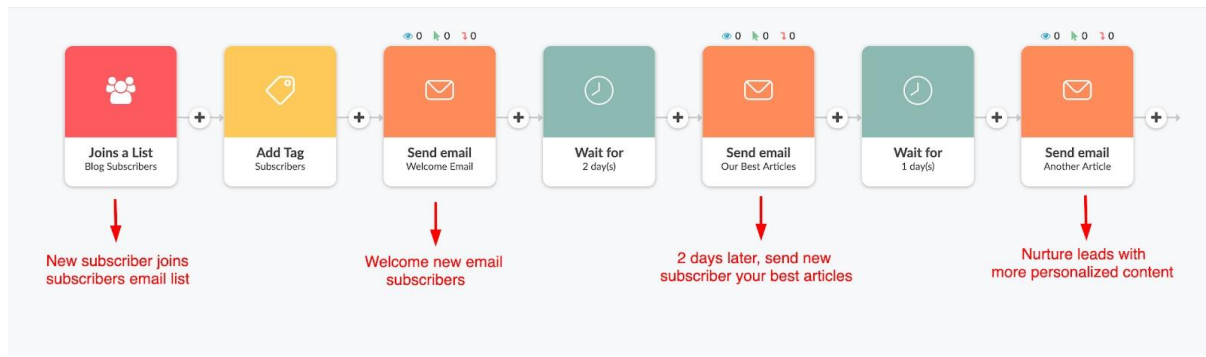 0 0 0
0 0 0
0 0 0
Joins a List
Blog Subscribers
Add Tag
Subscribers
Send email
Welcome Email
Wait for
2 day(s)
Send email
Our Best Articles
Wait for
1 day(s)
Send email
Another Article
New subscriber joins
subscribers email list
Welcome new email
subscribers
2 days later, send new
subscriber your best articles
Nurture leads with
more personalized content